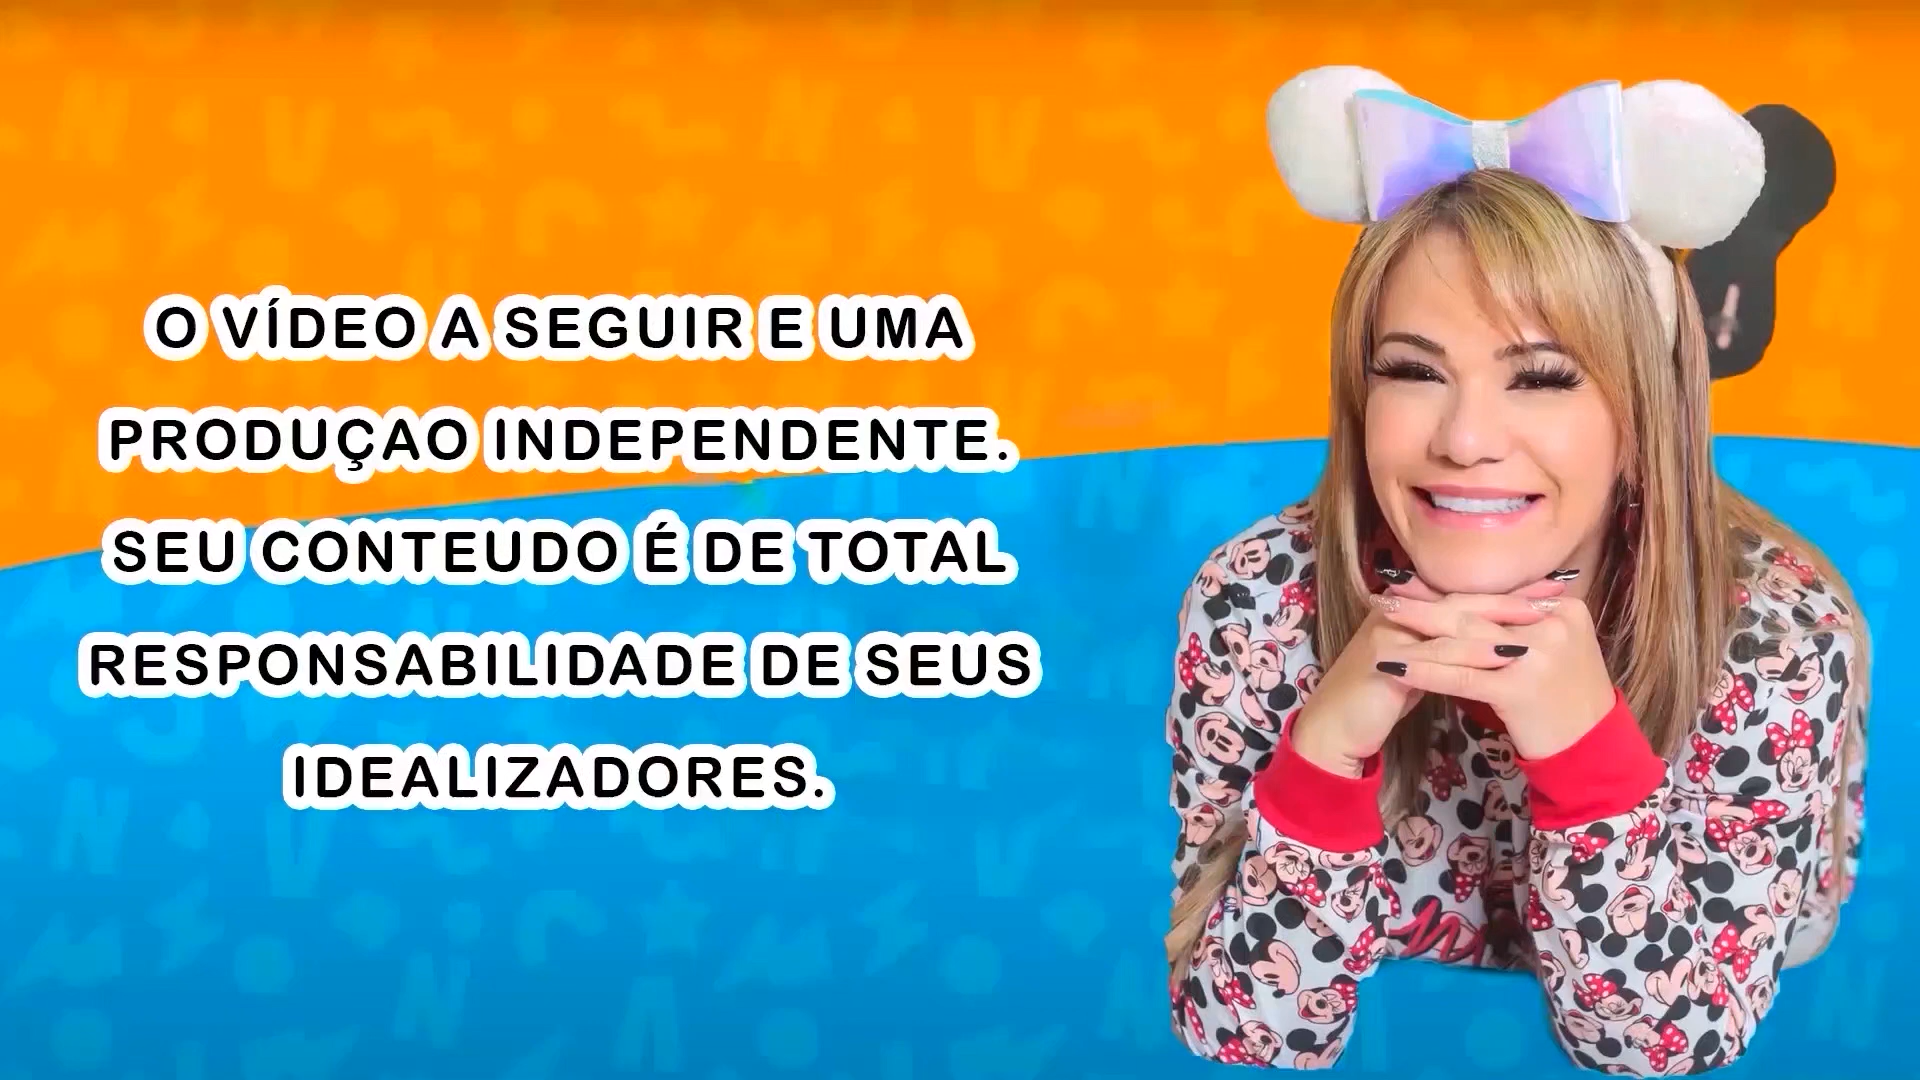 O VÍDEO A SEGUIR E UMA
PRODUÇAO INDEPENDENTE.
SEU CONTEUDO É DE TOTAL
RESPONSABILIDADE DE SEUS
IDEALIZADORES.